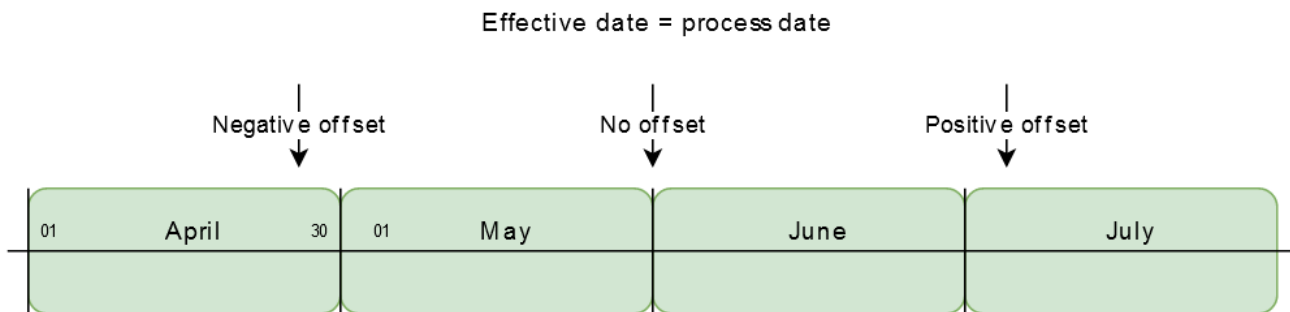 Effective date = process date
Negative offset
No offset
Positive offset
01 April 30 01 May June July